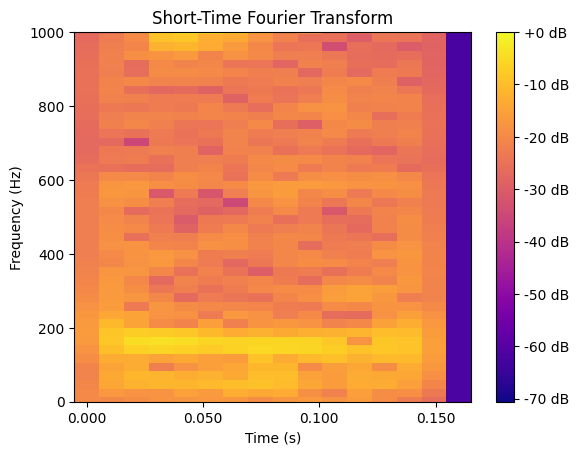 Short-Time Fourier Transform
1000
800
600
400
200
0
Frequency (Hz)
0.000
0.050
0.100
0.150
Time (s)
+0 dB
-10 dB
-20 dB
-30 dB
-40 dB
-50 dB
-60 dB
-70 dB